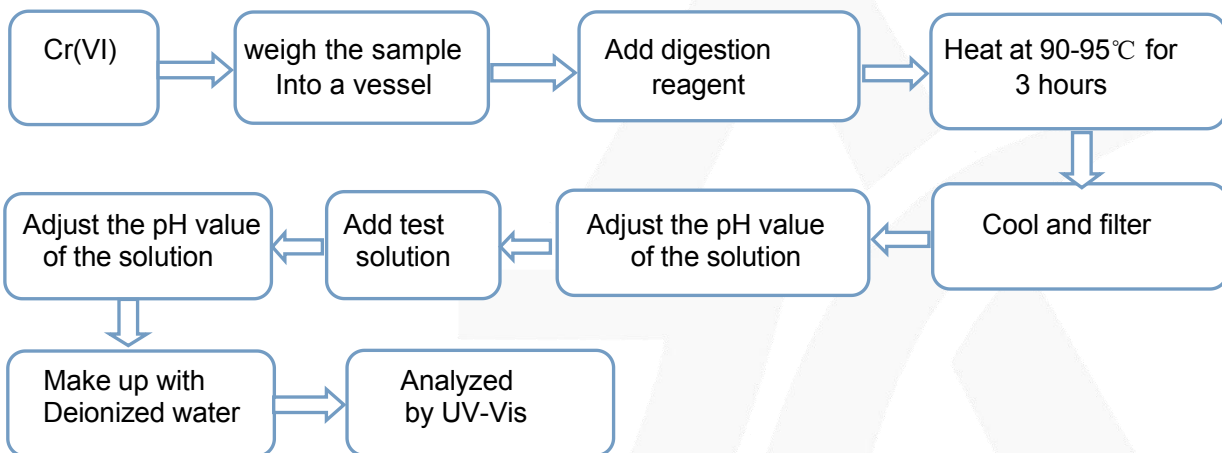 Cr(VI)
weigh the sample
Into a vessel
Add digestion
reagent
Heat at 90-95℃ for
3 hours
Cool and filter
Adjust the pH value
of the solution
Add test
solution
Adjust the pH value
of the solution
Make up with
Deionized water
Analyzed
by UV-Vis